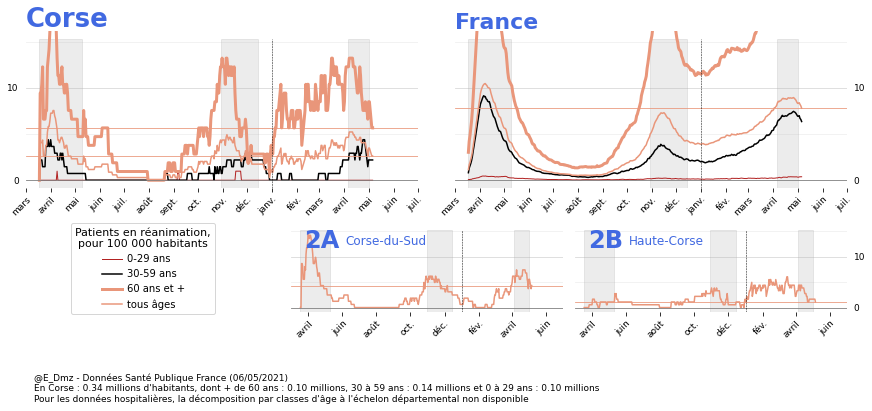 Corse
France
10
0
mars avril mai juin juil. août sept. oct. nov. déc. janv. fév. mars avril mai juin juil.
10
0
mars avril mai juin juil. août sept. oct. nov. déc. janv. fév. mars avril mai juin juil.
Patients en réanimation,
pour 100 000 habitants
0-29 ans
30-59 ans
60 ans et +
tous âges
2A Corse-du-Sud
avril juin août oct. déc. fév. avril juin
2B Haute-Corse
10
0
avril juin août oct. déc. fév. avril juin
@E_Dmz - Données Santé Publique France (06/05/2021)
En Corse : 0.34 millions d'habitants, dont + de 60 ans : 0.10 millions, 30 à 59 ans : 0.14 millions et 0 à 29 ans : 0.10 millions
Pour les données hospitalières, la décomposition par classes d'âge à l'échelon départemental non disponible